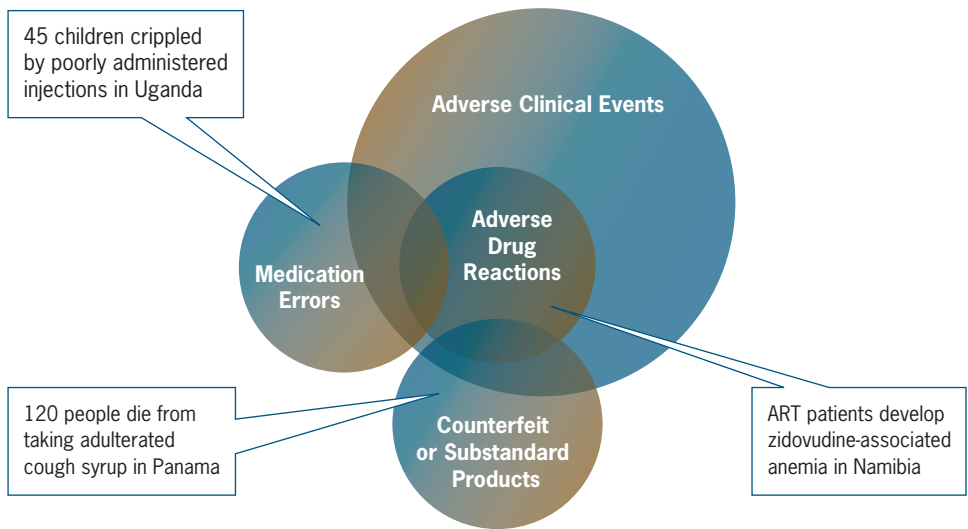 45 children crippled
by poorly administered
injections in Uganda
Adverse Clinical Events
Adverse
Drug
Reactions
Medication
Errors
120 people die from
taking adulterated
cough syrup in Panama
Counterfeit
or Substandard
Products
ART patients develop
zidovudine-associated
anemia in Namibia